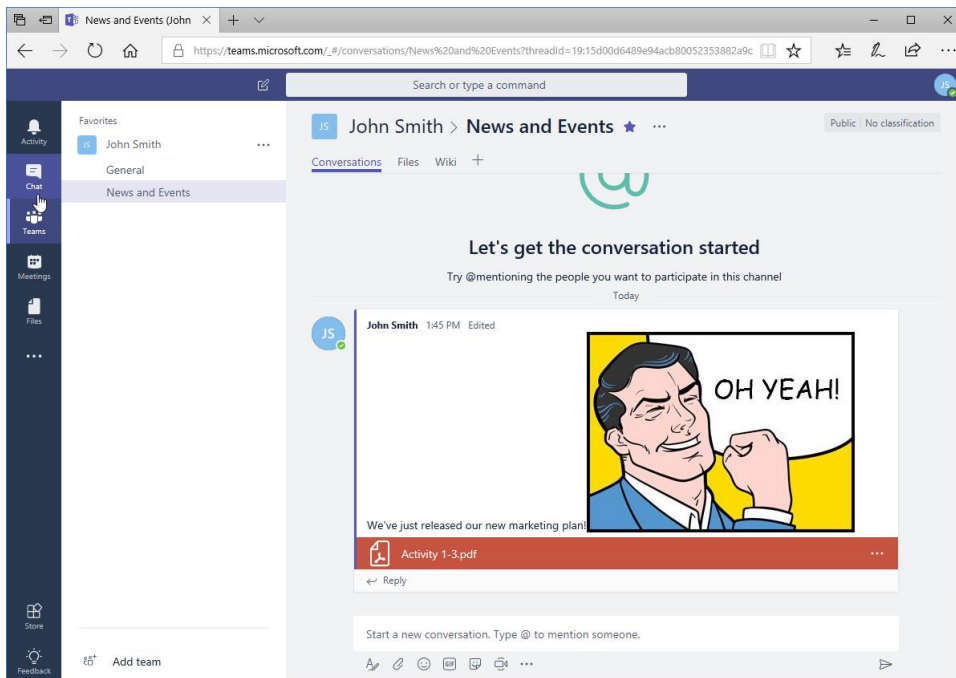 News and Events (John
https://teams.microsoft.com/_#/conversations/News%20and%20Events?threadId=19:15d00d6489e94acb80052353882a9c
Search or type a command
JS
Activity
Chat
Teams
Meetings
Files
Store
Feedback
Favorites
JS John Smith
General
News and Events
Add team
JS John Smith > News and Events
Public No classification
Conversations Files Wiki
Let's get the conversation started
Try @mentioning the people you want to participate in this channel
Today
JS
John Smith 1:45 PM Edited
OH YEAH!
We've just released our new marketing plan!
Activity 1-3.pdf
Reply
Start a new conversation. Type @ to mention someone.
GIF